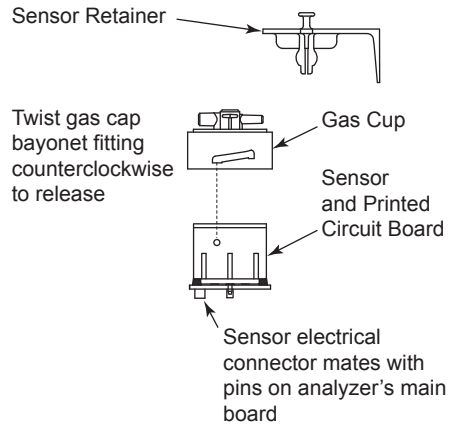 Sensor Retainer
Twist gas cap
bayonet fitting
counterclockwise
to release
Gas Cup
Sensor
and Printed
Circuit Board
Sensor electrical
connector mates with
pins on analyzer's main
board